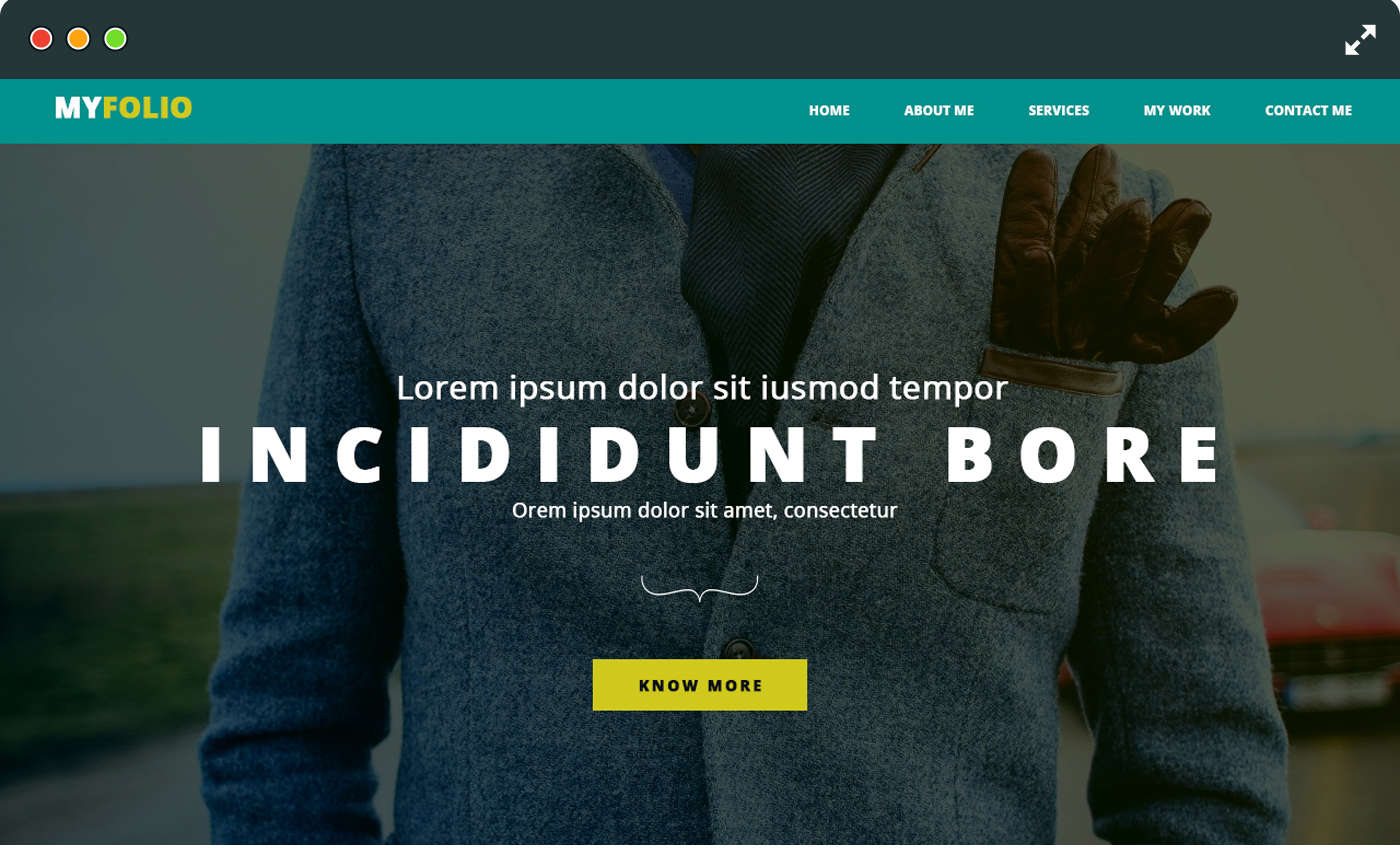 MYFOLIO
HOME ABOUT ME SERVICES MY WORK CONTACT ME
Lorem ipsum dolor sit iusmod tempor
INCIDIDUNT BORE
Orem ipsum dolor sit amet, consectetur
KNOW MORE